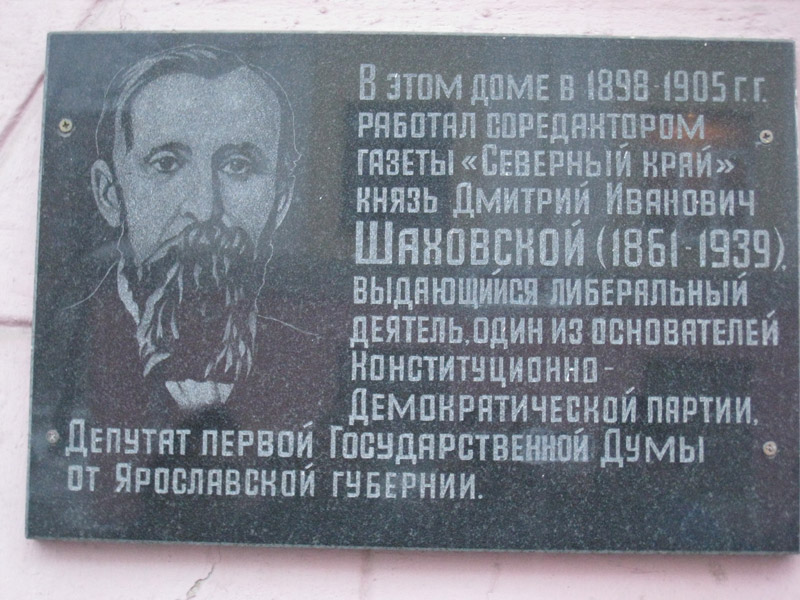 В ЭТОМ ДОМЕ В 1898-1905 Г.Г.
РАБОТАЛ СОРЕДАКТОРОМ
ГАЗЕТЫ «СЕВЕРНЫЙ КРАЙ»
КНЯЗЬ ДМИТРИЙ ИВАНОВИЧ
ШАХОВСКОЙ (1861-1939),
ВЫДАЮЩИЙСЯ ЛИБЕРАЛЬНЫЙ
ДЕЯТЕЛЬ, ОДИН ИЗ ОСНОВАТЕЛЕЙ
КОНСТИТУЦИОННО-
ДЕМОКРАТИЧЕСКОЙ ПАРТИИ,
ДЕПУТАТ ПЕРВОЙ ГОСУДАРСТВЕННОЙ ДУМЫ
ОТ ЯРОСЛАВСКОЙ ГУБЕРНИИ.